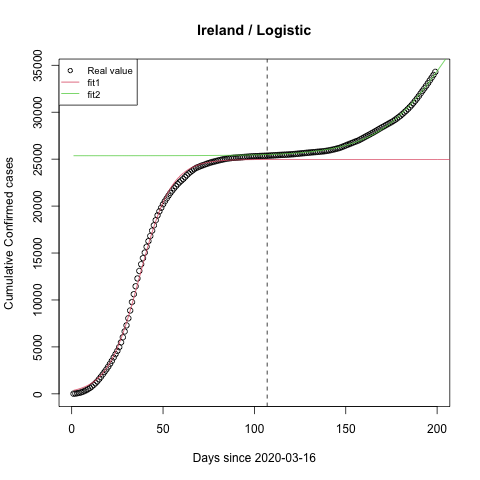 Ireland / Logistic
Real value
fit1
fit2
Cumulative Confirmed cases
35000
30000
25000
20000
15000
10000
5000
0
0 50 100 150 200
Days since 2020-03-16